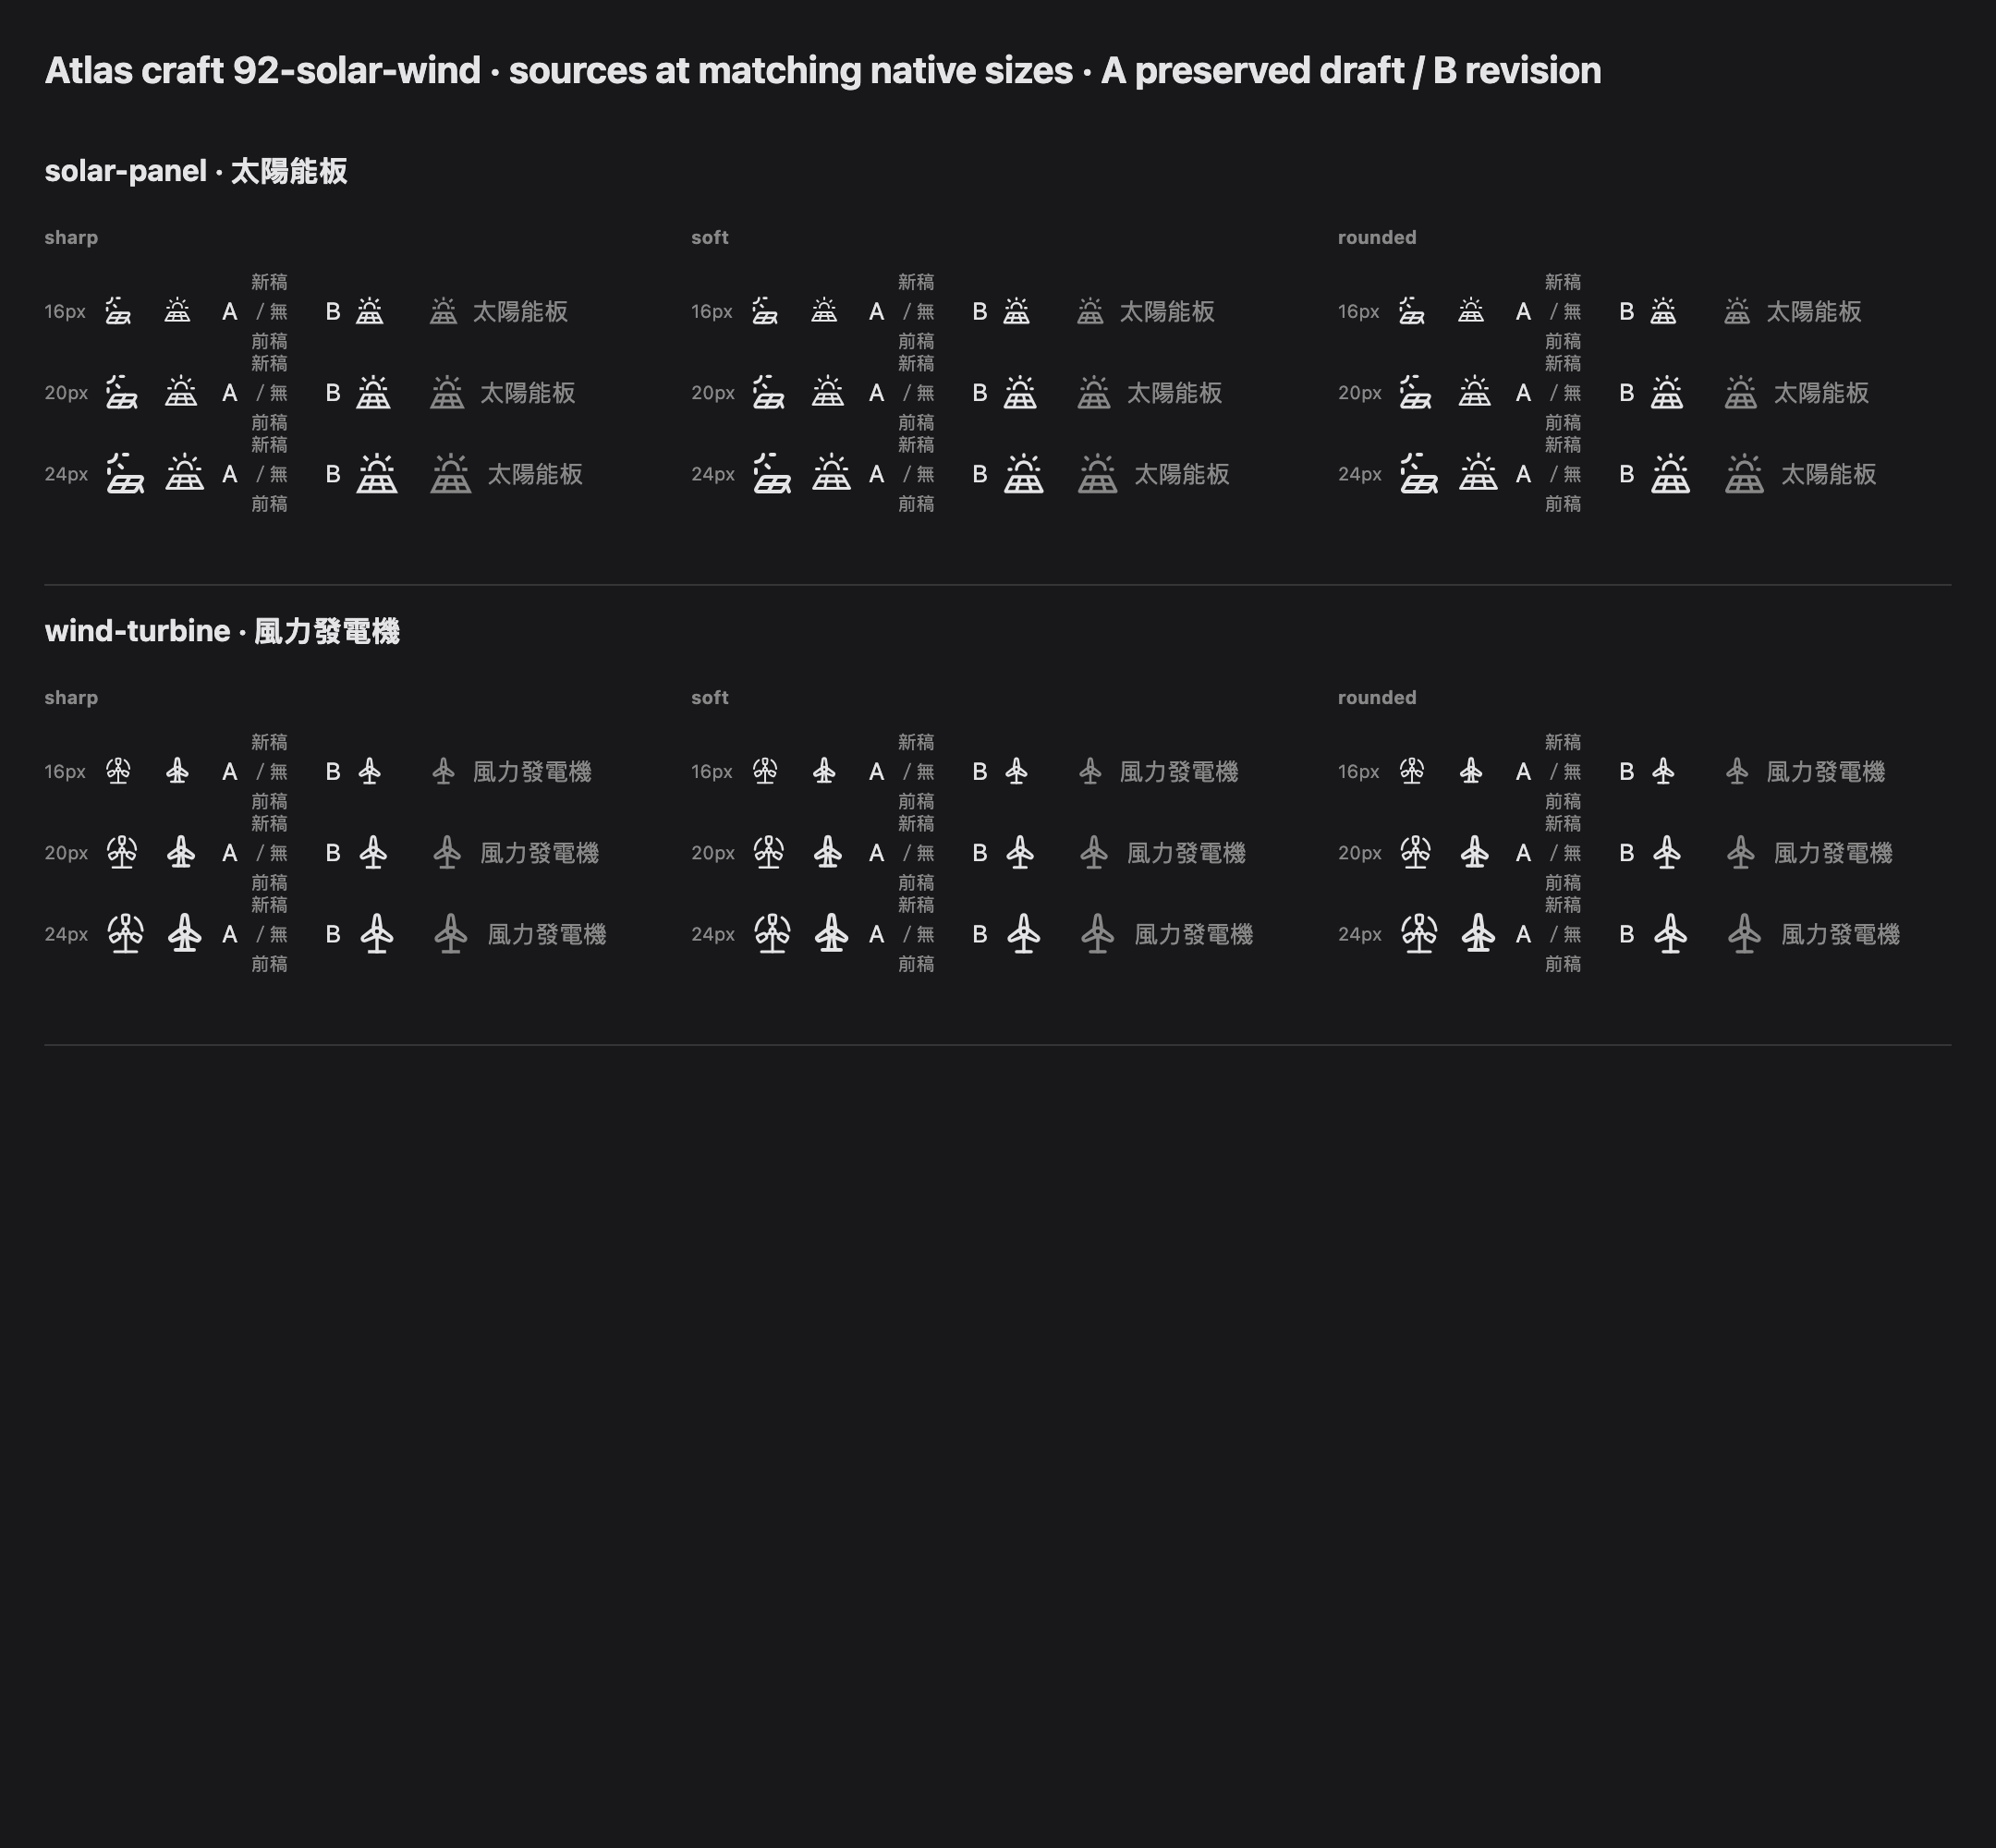 Atlas craft 92-solar-wind · sources at matching native sizes · A preserved draft / B revision
solar-panel · 太陽能板
sharp
16px A 新稿 / 無 前稿 B 太陽能板
20px A 新稿 / 無 前稿 B 太陽能板
24px A 新稿 / 無 前稿 B 太陽能板
soft
16px A 新稿 / 無 前稿 B 太陽能板
20px A 新稿 / 無 前稿 B 太陽能板
24px A 新稿 / 無 前稿 B 太陽能板
rounded
16px A 新稿 / 無 前稿 B 太陽能板
20px A 新稿 / 無 前稿 B 太陽能板
24px A 新稿 / 無 前稿 B 太陽能板
wind-turbine · 風力發電機
sharp
16px A 新稿 / 無 前稿 B 風力發電機
20px A 新稿 / 無 前稿 B 風力發電機
24px A 新稿 / 無 前稿 B 風力發電機
soft
16px A 新稿 / 無 前稿 B 風力發電機
20px A 新稿 / 無 前稿 B 風力發電機
24px A 新稿 / 無 前稿 B 風力發電機
rounded
16px A 新稿 / 無 前稿 B 風力發電機
20px A 新稿 / 無 前稿 B 風力發電機
24px A 新稿 / 無 前稿 B 風力發電機